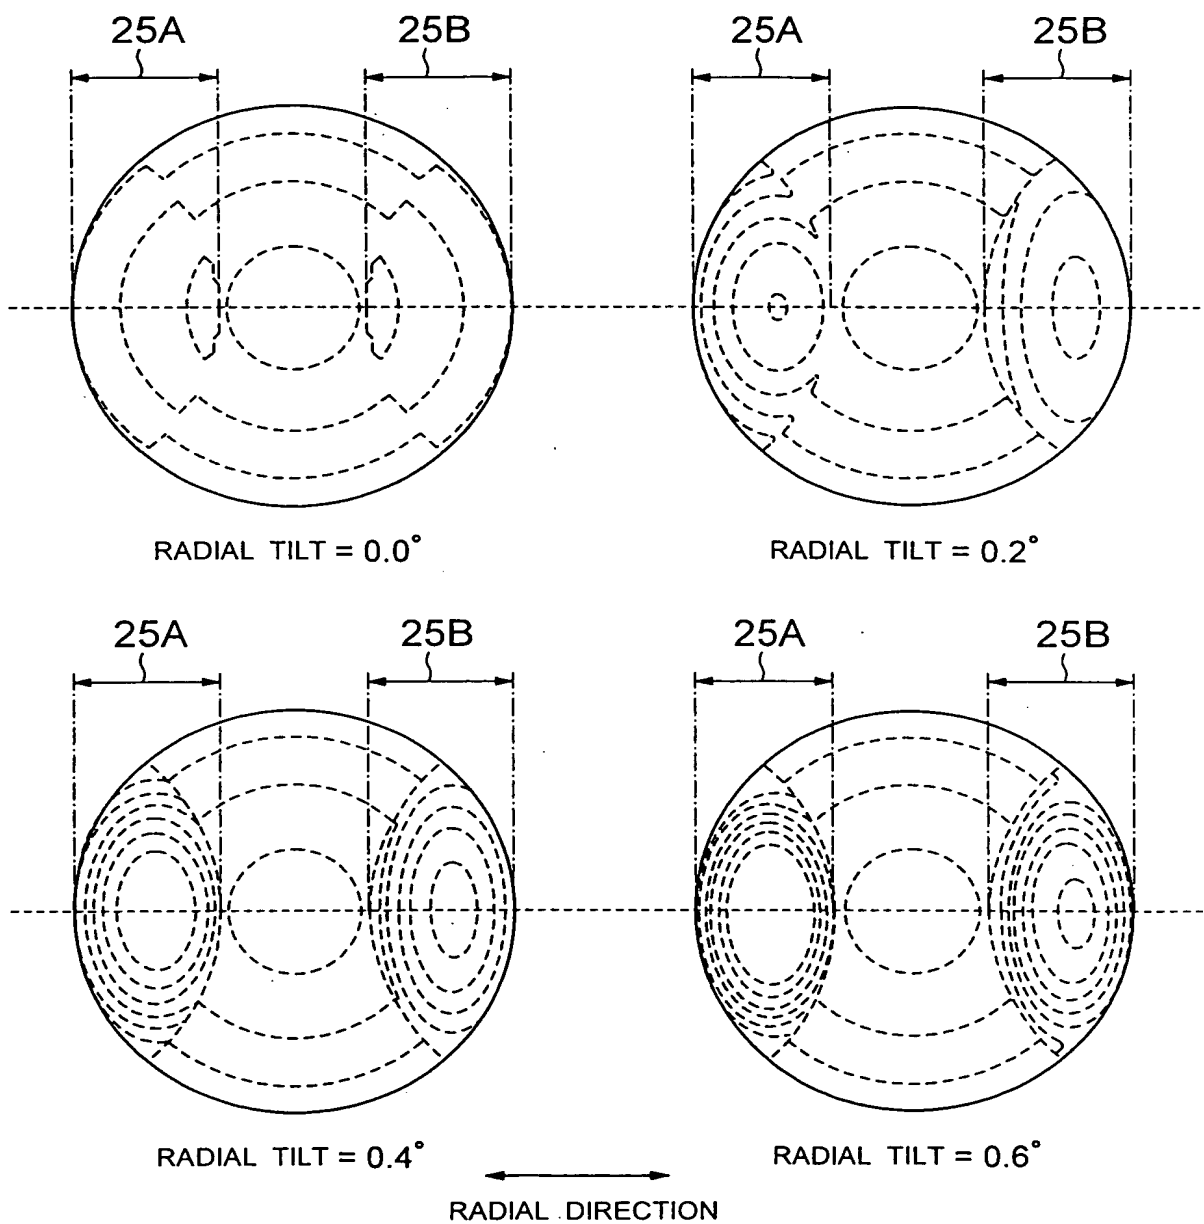 25A
25B
25A
25B
RADIAL TILT = 0.0°
RADIAL TILT = 0.2°
25A
25B
25A
25B
RADIAL TILT = 0.4°
RADIAL TILT = 0.6°
RADIAL DIRECTION